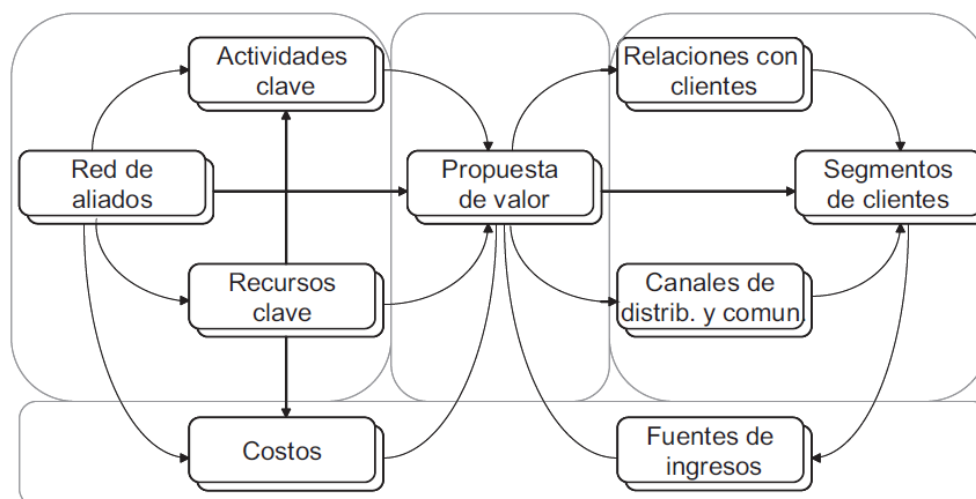 Actividades
clave
Relaciones con
clientes
Red de
aliados
Propuesta
de valor
Segmentos
de clientes
Recursos
clave
Canales de
distrib. y comun.
Costos
Fuentes de
ingresos